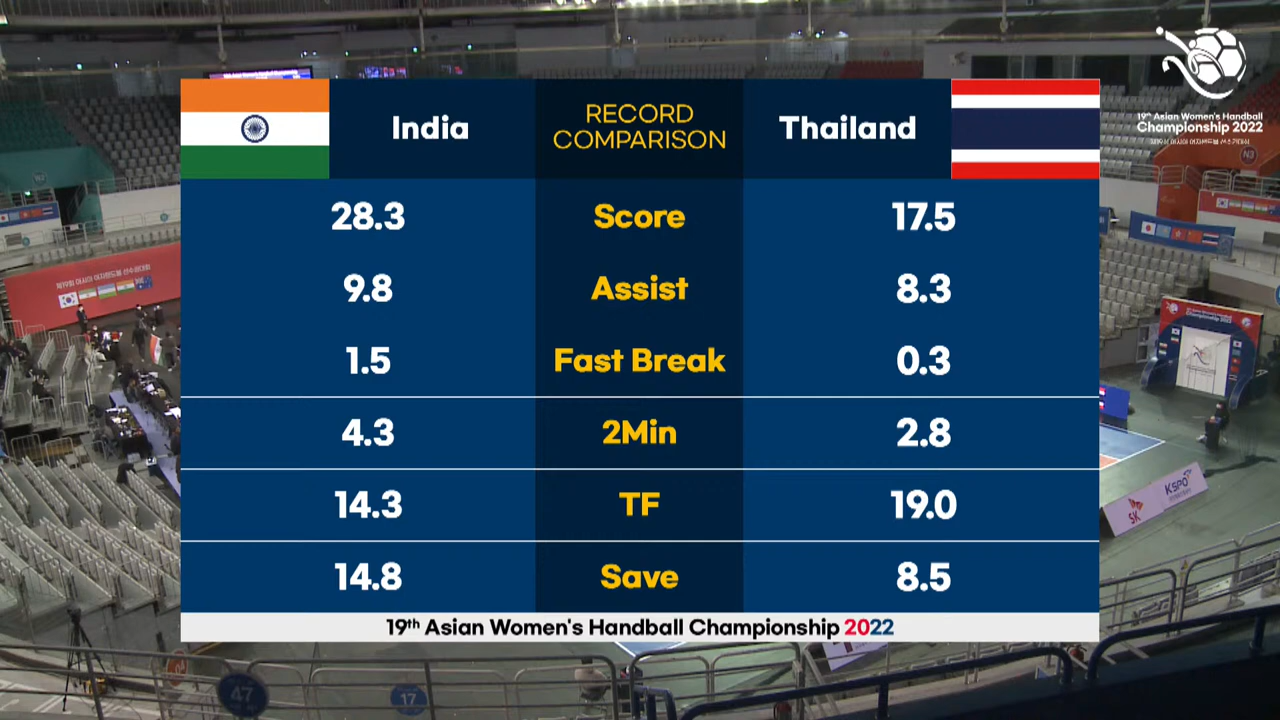 19th Asian Women's Handball
Championship 2022
India
RECORD
COMPARISON
Thailand
28.3 Score 17.5
9.8 Assist 8.3
1.5 Fast Break 0.3
4.3 2Min 2.8
14.3 TF 19.0
14.8 Save 8.5
19th Asian Women's Handball Championship 2022
N3
SK
KSPO
47
17